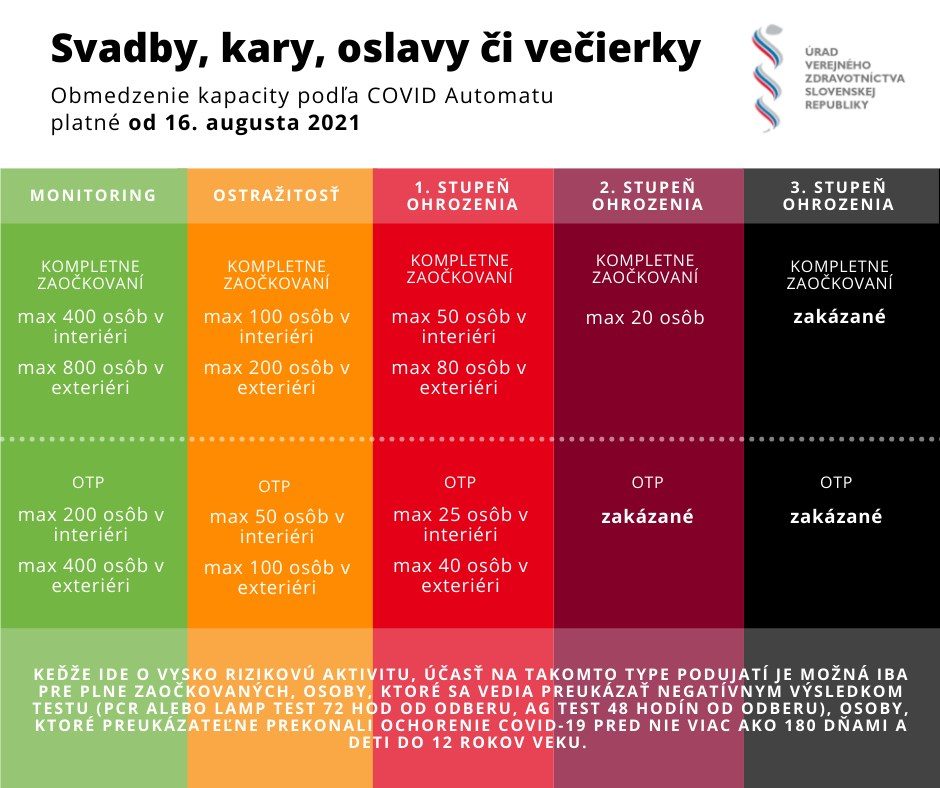 Svadby, kary, oslavy či večierky
Obmedzenie kapacity podľa COVID Automatu
platné od 16. augusta 2021
ÚRAD
VEREJNÉHO
ZDRAVOTNÍCTVA
SLOVENSKEJ
REPUBLIKY
MONITORING
OSTRAŽITOSŤ
1. STUPEŇ
OHROZENIA
2. STUPEŇ
OHROZENIA
3. STUPEŇ
OHROZENIA
KOMPLETNE
ZAOČKOVANÍ
max 400 osôb v
interiéri
max 800 osôb v
exteriéri
KOMPLETNE
ZAOČKOVANÍ
max 100 osôb v
interiéri
max 200 osôb v
exteriéri
KOMPLETNE
ZAOČKOVANÍ
max 50 osôb v
interiéri
max 80 osôb v
exteriéri
KOMPLETNE
ZAOČKOVANÍ
max 20 osôb
KOMPLETNE
ZAOČKOVANÍ
zakázané
OTP
max 200 osôb v
interiéri
max 400 osôb v
exteriéri
OTP
max 50 osôb v
interiéri
max 100 osôb v
exteriéri
OTP
max 25 osôb v
interiéri
max 40 osôb v
exteriéri
OTP
zakázané
OTP
zakázané
KEĎŽE IDE O VYSKO RIZIKOVÚ AKTIVITU, ÚČASŤ NA TAKOMTO TYPE PODUJATÍ JE MOŽNÁ IBA
PRE PLNE ZAOČKOVANÝCH, OSOBY, KTORÉ SA VEDIA PREUKÁZAŤ NEGATÍVNYM VÝSLEDKOM
TESTU (PCR ALEBO LAMP TEST 72 HOD OD ODBERU, AG TEST 48 HODÍN OD ODBERU), OSOBY,
KTORÉ PREUKÁZATEĽNE PREKONALI OCHORENIE COVID-19 PRED NIE VIAC AKO 180 DŇAMI A
DETI DO 12 ROKOV VEKU.